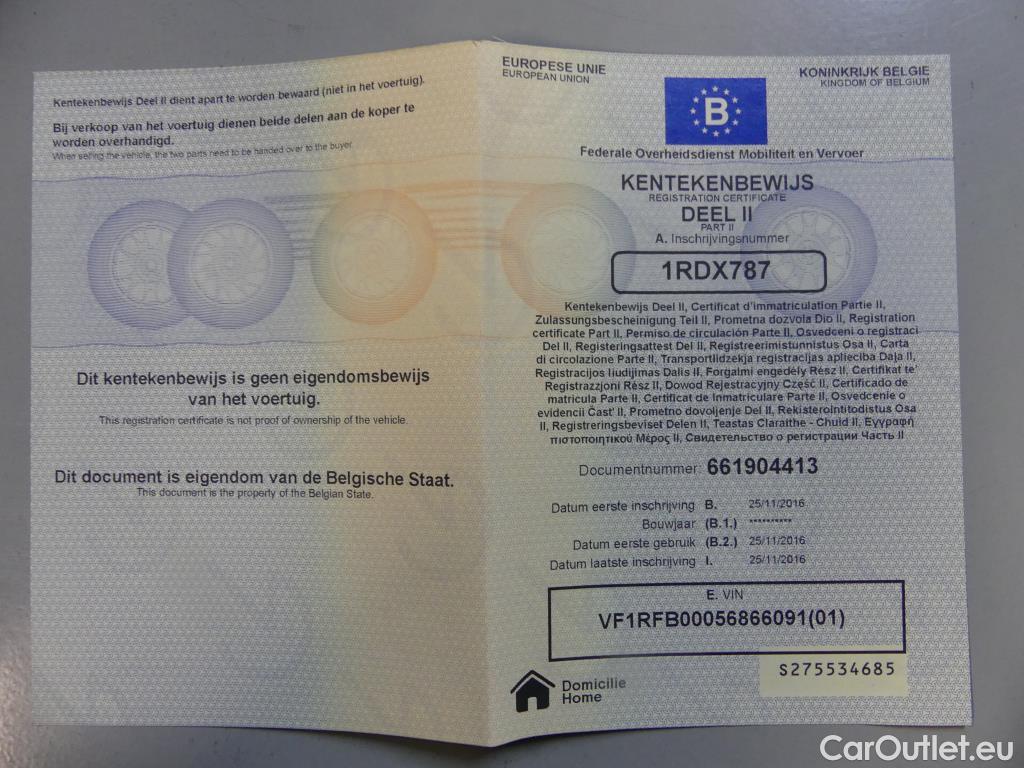 Kentekenbewijs Deel II dient apart te worden bewaard (niet in het voertuig).
Bij verkoop van het voertuig dienen beide delen aan de koper te
worden overhandigd.
When selling the vehicle, the two parts need to be handed over to the buyer.
Dit kentekenbewijs is geen eigendomsbewijs
van het voertuig.
This registration certificate is not proof of ownership of the vehicle.
Dit document is eigendom van de Belgische Staat.
This document is the property of the Belgian State.
EUROPESE UNIE
EUROPEAN UNION
KONINKRIJK BELGIE
KINGDOM OF BELGIUM
B
Federale Overheidsdienst Mobiliteit en Vervoer
KENTEKENBEWIJS
REGISTRATION CERTIFICATE
DEEL II
PART II
A. Inschrijvingsnummer
1RDX787
Kentekenbewijs Deel II, Certificat d'immatriculation Partie II,
Zulassungsbescheinigung Teil II, Prometna dozvola Dio II, Registration
certificate Part II, Permiso de circulación Parte II, Osvedceni o registraci
Del II, Registeringsattest Del II, Registreerimistunnistus Osa II, Carta
di circolazione Parte II, Transportlidzekja registracijas aplieciba Daja II,
Registracijos liudijimas Dalis II, Forgalmi engedély Rész II, Certifikat te'
Registrazzjoni Rész II, Dowod Rejestracyjny Część II, Certificado de
matricula Parte II, Certificat de Inmatriculare Parte II, Osvedcenie o
evidencii Čast' II, Prometno dovoljenje Del II, Rekisterointitodistus Osa
II, Registreringsbeviset Delen II, Teastas Claraithe - Chuid II, Εγγραφή
πιστοποιητικού Μέρος II, Свидетельство о регистрации Часть II
Documentnummer 661904413
Datum eerste inschrijving B. 25/11/2016
Bouwjaar (B.1.) **********
Datum eerste gebruik (B.2.) 25/11/2016
Datum laatste inschrijving I. 25/11/2016
E. VIN
VF1RFB00056866091(01)
S275534685
Domicilie
Home
CarOutlet.eu